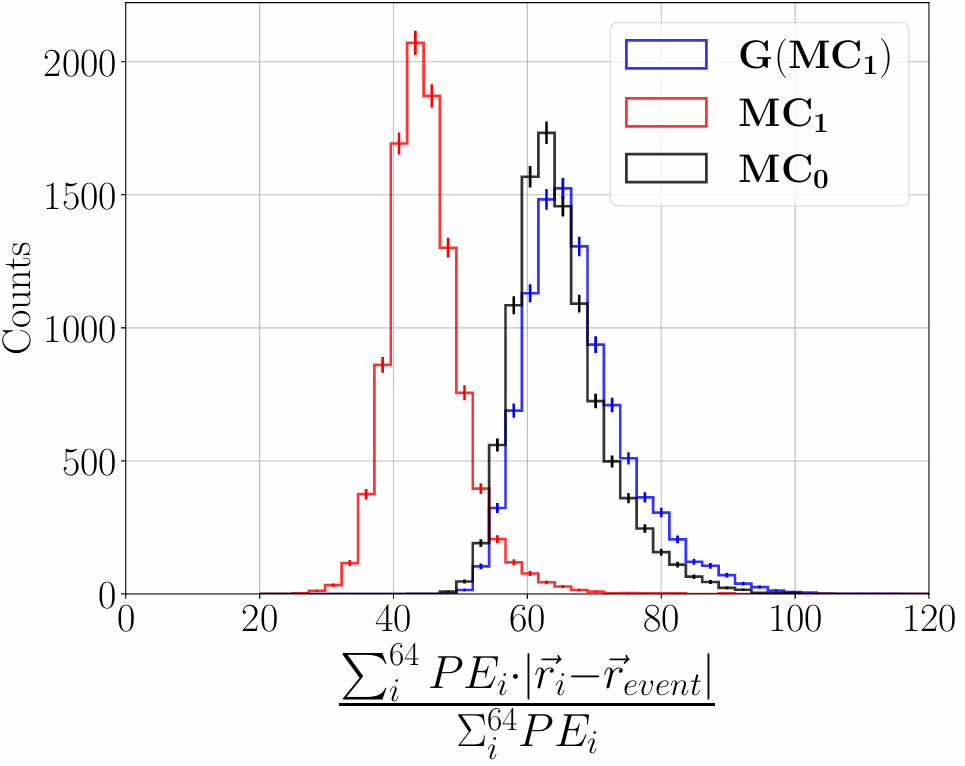 2000
1500
1000
500
0
Counts
G(MC₁)
MC₁
MC₀
0 20 40 60 80 100 120
∑ᵢ⁶⁴ PEᵢ·|r⃗ᵢ−r⃗ₑᵥₑₙₜ|
Σᵢ⁶⁴PEᵢ